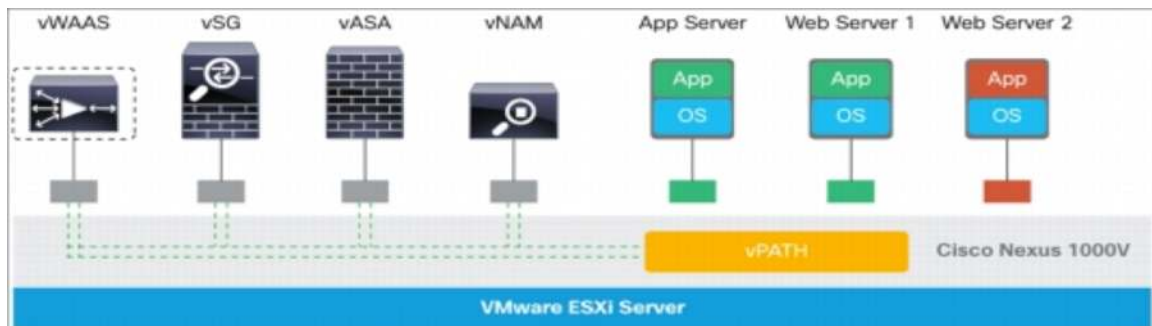 vWAAS vSG vASA vNAM App Server Web Server 1 Web Server 2
App App App
OS OS OS
vPATH Cisco Nexus 1000V
VMware ESXi Server